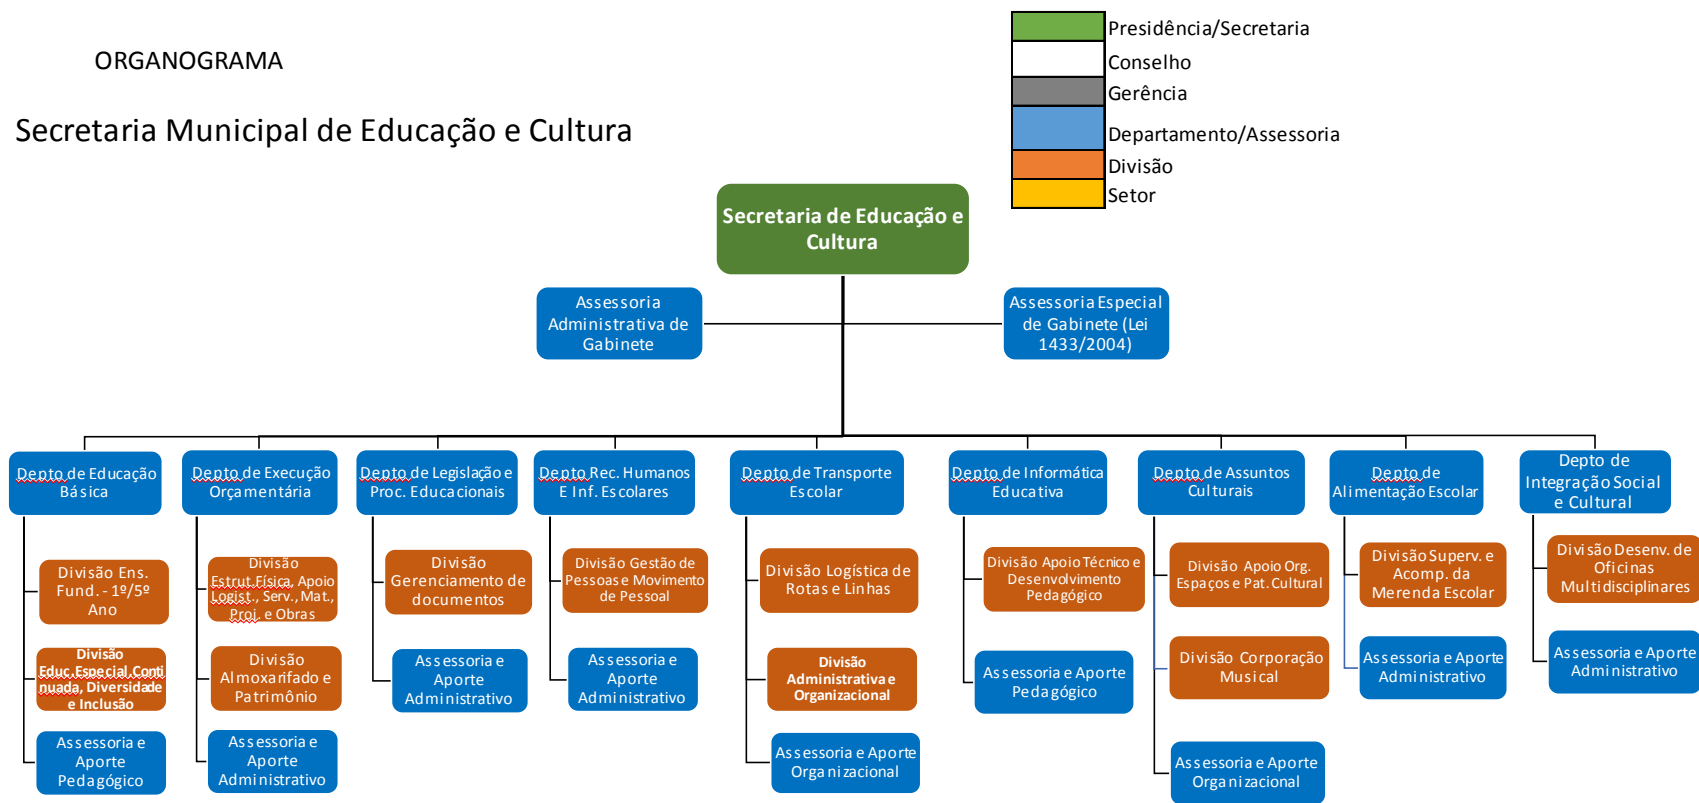 ORGANOGRAMA
Secretaria Municipal de Educação e Cultura
Presidência/Secretaria
Conselho
Gerência
Departamento/Assessoria
Divisão
Setor
Secretaria de Educação e
Cultura
Assessoria
Administrativa de
Gabinete
Assessoria Especial
de Gabinete (Lei
1433/2004)
Depto de Educação
Básica
Depto de Execução
Orçamentária
Depto de Legislação e
Proc. Educacionais
Depto Rec. Humanos
E Inf. Escolares
Depto de Transporte
Escolar
Depto de Informática
Educativa
Depto de Assuntos
Culturais
Depto de
Alimentação Escolar
Depto de
Integração Social
e Cultural
Divisão Ens.
Fund. - 1º/5º
Ano
Divisão
Estrut.Física, Apoio
Logist., Serv., Mat.,
Proj. e Obras
Divisão
Gerenciamento de
documentos
Divisão Gestão de
Pessoas e Movimento
de Pessoal
Divisão Logística de
Rotas e Linhas
Divisão Apoio Técnico e
Desenvolvimento
Pedagógico
Divisão Apoio Org.
Espaços e Pat. Cultural
Divisão Superv. e
Acomp. da
Merenda Escolar
Divisão Desenv. de
Oficinas
Multidisciplinares
Divisão
Educ.Especial,Conti
nuada, Diversidade
e Inclusão
Divisão
Almoxarifado e
Patrimônio
Assessoria e
Aporte
Administrativo
Assessoria e
Aporte
Administrativo
Divisão
Administrativa e
Organizacional
Assessoria e Aporte
Pedagógico
Divisão Corporação
Musical
Assessoria e Aporte
Administrativo
Assessoria e Aporte
Administrativo
Assessoria e
Aporte
Pedagógico
Assessoria e
Aporte
Administrativo
Assessoria e Aporte
Organizacional
Assessoria e Aporte
Organizacional